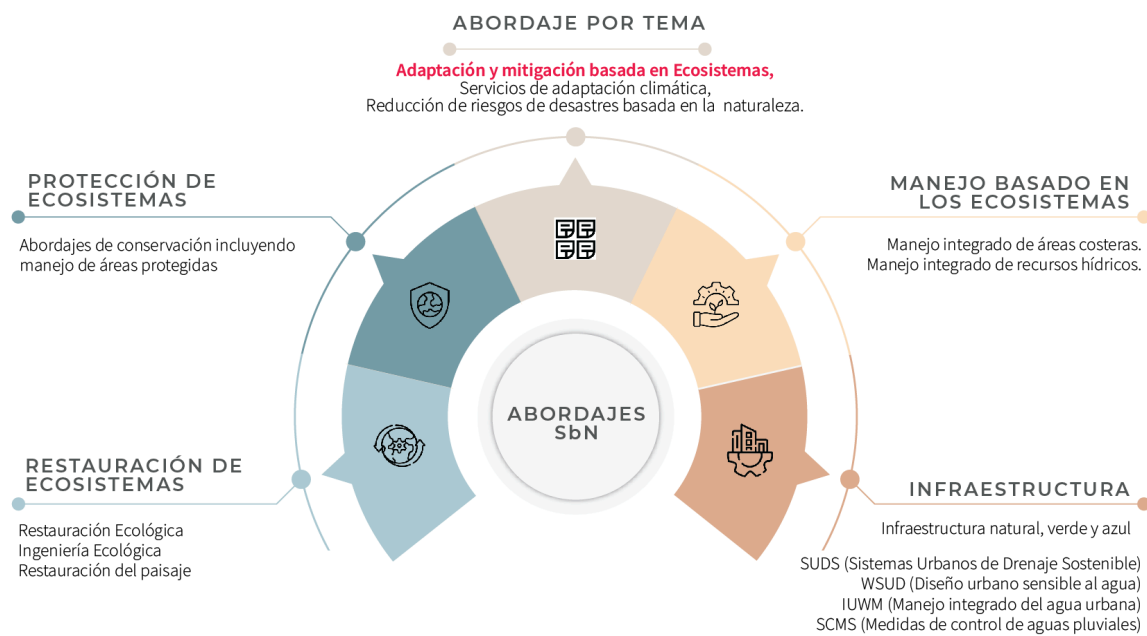 ABORDAJE POR TEMA
Adaptación y mitigación basada en Ecosistemas,
Servicios de adaptación climática,
Reducción de riesgos de desastres basada en la naturaleza.
PROTECCIÓN DE
ECOSISTEMAS
Abordajes de conservación incluyendo
manejo de áreas protegidas
MANEJO BASADO EN
LOS ECOSISTEMAS
Manejo integrado de áreas costeras.
Manejo integrado de recursos hídricos.
ABORDAJES
SbN
RESTAURACIÓN DE
ECOSISTEMAS
Restauración Ecológica
Ingeniería Ecológica
Restauración del paisaje
INFRAESTRUCTURA
Infraestructura natural, verde y azul
SUDS (Sistemas Urbanos de Drenaje Sostenible)
WSUD (Diseño urbano sensible al agua)
IUWM (Manejo integrado del agua urbana)
SCMS (Medidas de control de aguas pluviales)